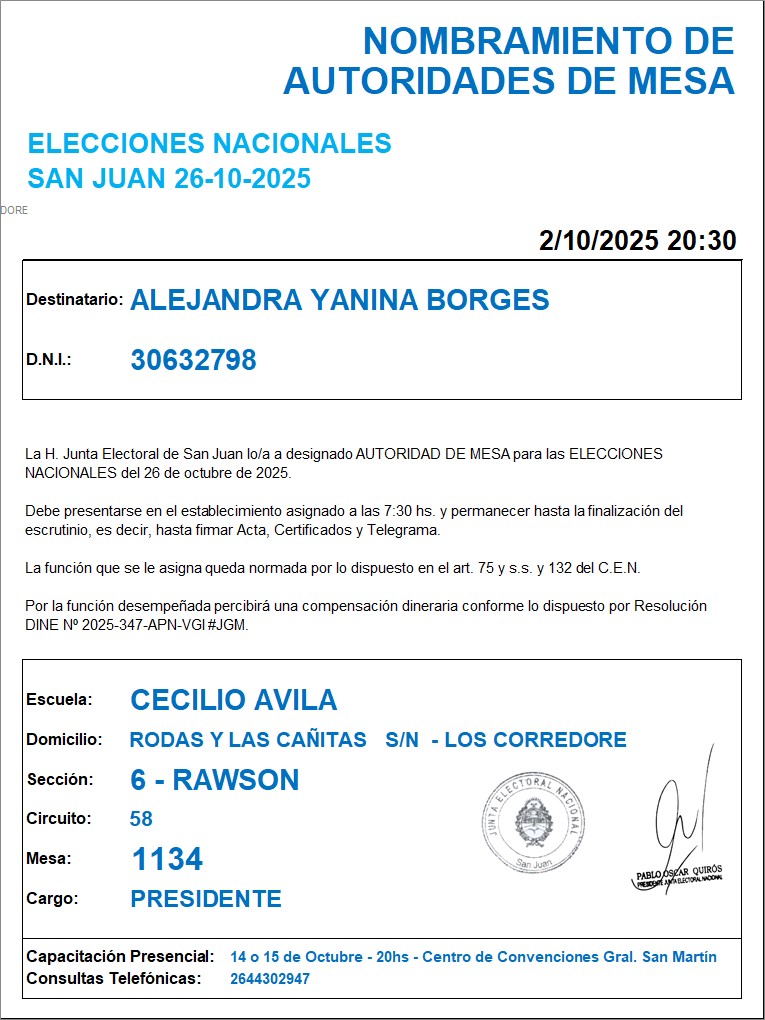 NOMBRAMIENTO DE
AUTORIDADES DE MESA
ELECCIONES NACIONALES
SAN JUAN 26-10-2025
DORE
2/10/2025 20:30
Destinatario: ALEJANDRA YANINA BORGES
D.N.I.: 30632798
La H. Junta Electoral de San Juan lo/a a designado AUTORIDAD DE MESA para las ELECCIONES
NACIONALES del 26 de octubre de 2025.
Debe presentarse en el establecimiento asignado a las 7:30 hs. y permanecer hasta la finalización del
escrutinio, es decir, hasta firmar Acta, Certificados y Telegrama.
La función que se le asigna queda normada por lo dispuesto en el art. 75 y s.s. y 132 del C.E.N.
Por la función desempeñada percibirá una compensación dineraria conforme lo dispuesto por Resolución
DINE Nº 2025-347-APN-VGI#JGM.
Escuela: CECILIO AVILA
Domicilio: RODAS Y LAS CAÑITAS S/N - LOS CORREDORE
Sección: 6 - RAWSON
Circuito: 58
Mesa: 1134
Cargo: PRESIDENTE
JUNTA ELECTORAL NACIONAL
San Juan
PABLO OSCAR QUIRÓS
PRESIDENTE JUNTA ELECTORAL NACIONAL
Capacitación Presencial: 14 o 15 de Octubre - 20hs - Centro de Convenciones Gral. San Martín
Consultas Telefónicas: 2644302947